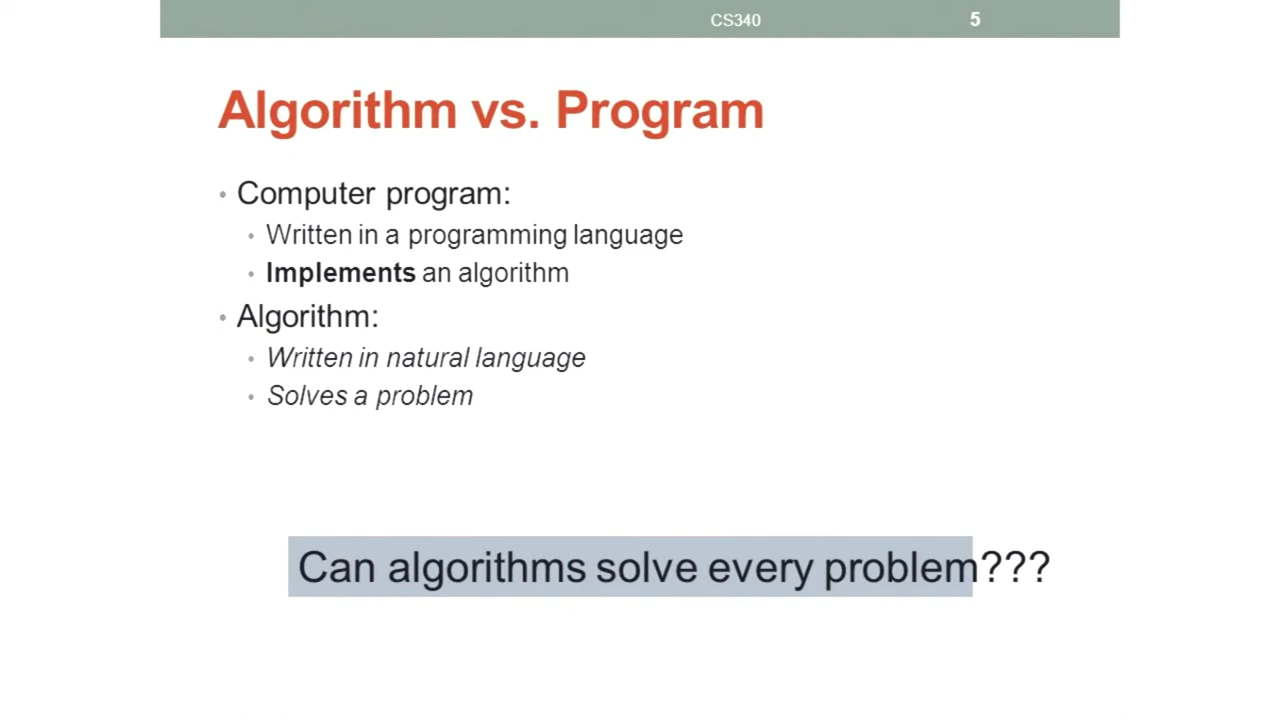 CS340 5
Algorithm vs. Program
• Computer program:
• Written in a programming language
• Implements an algorithm
• Algorithm:
• Written in natural language
• Solves a problem
Can algorithms solve every problem???